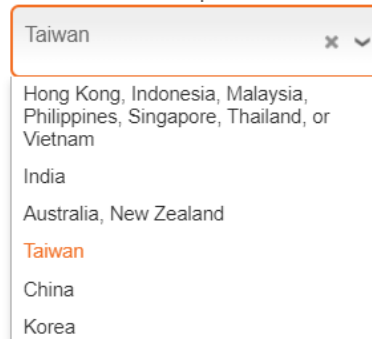 Taiwan
Hong Kong, Indonesia, Malaysia,
Philippines, Singapore, Thailand, or
Vietnam
India
Australia, New Zealand
Taiwan
China
Korea